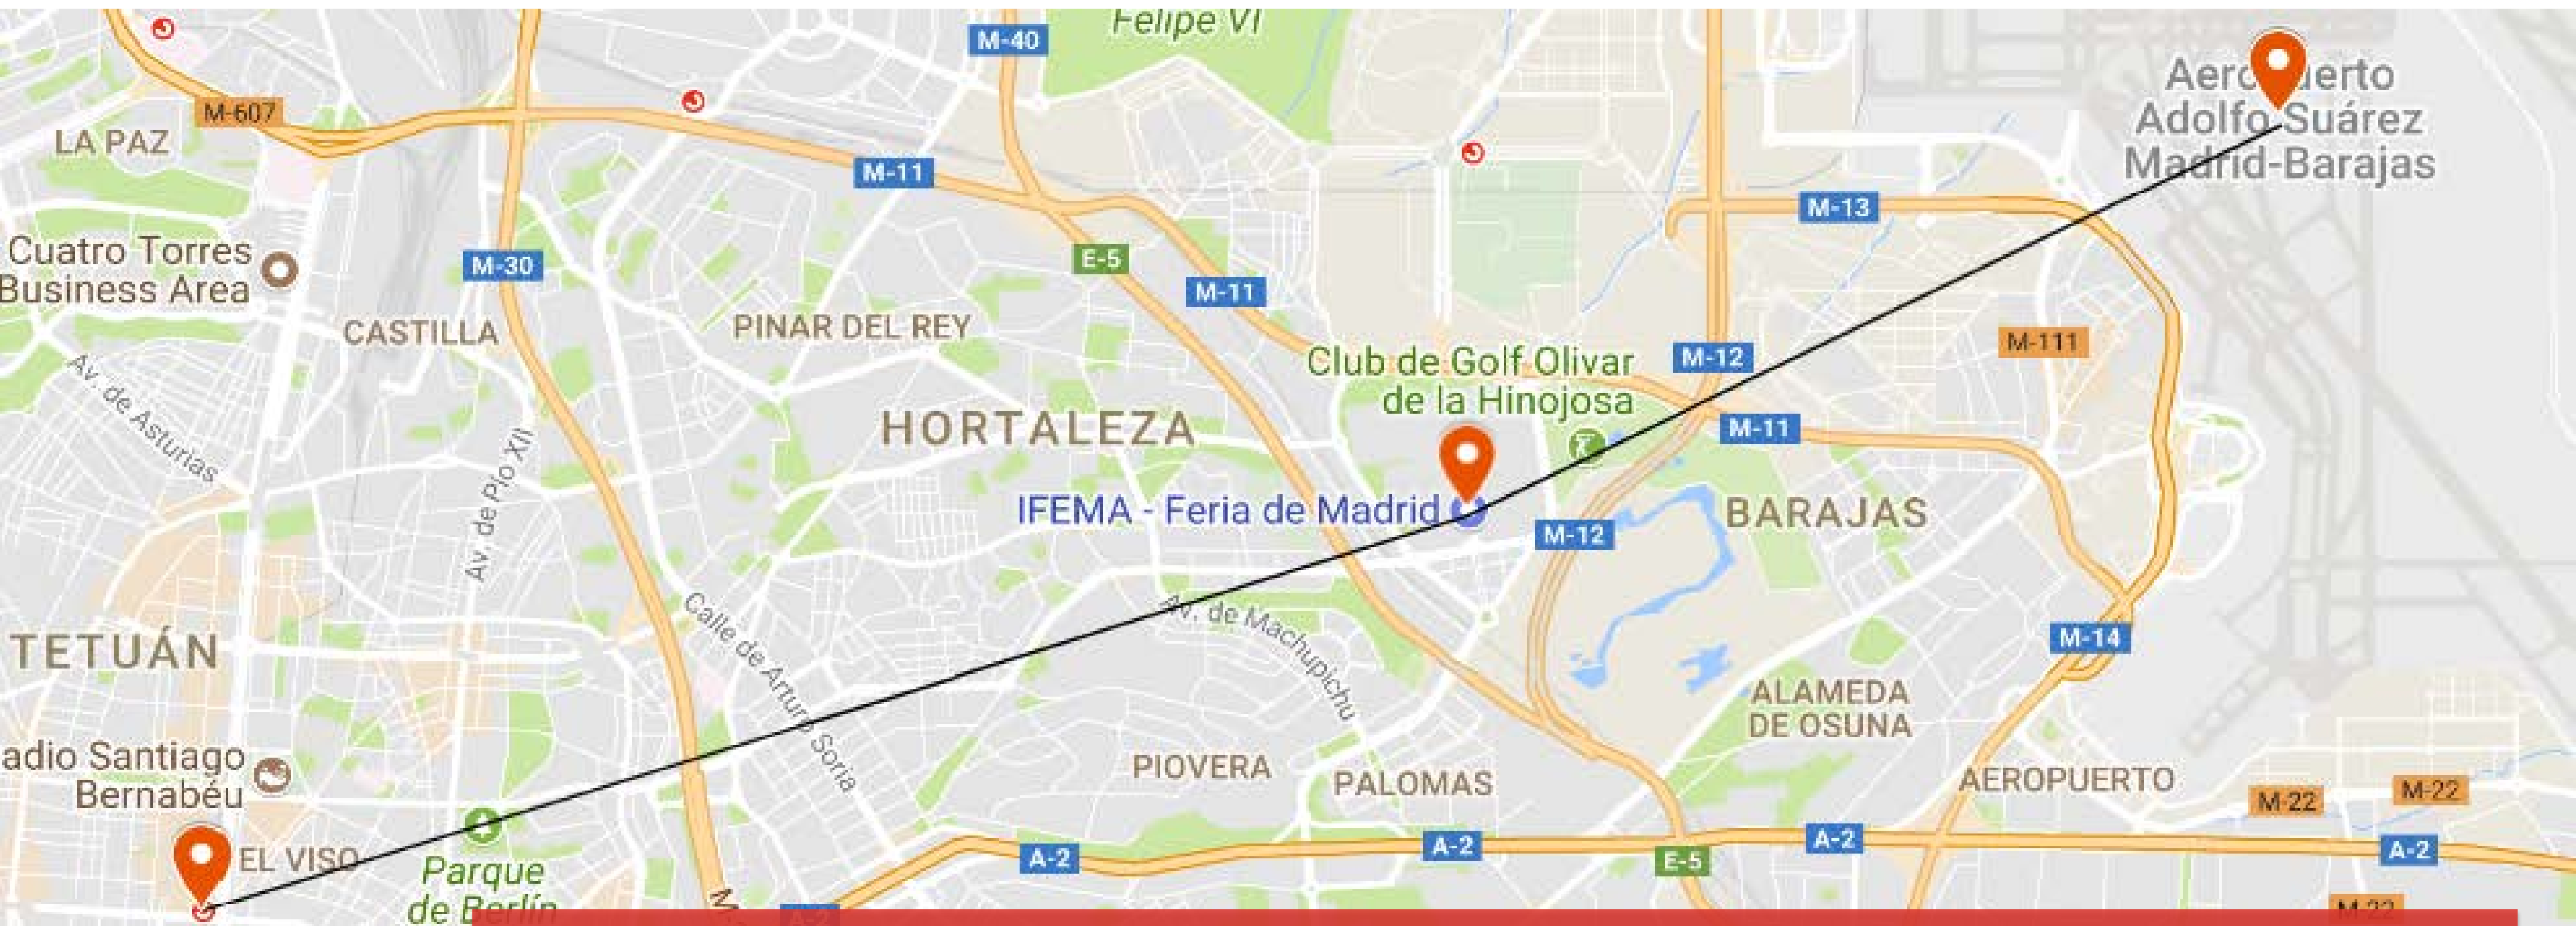 Felipe VI
M-40
Aero erto
Adolfo Suárez
Madrid-Barajas
M-607
LA PAZ
M-11
M-13
Cuatro Torres
Business Area
M-30
E-5
M-11
CASTILLA
PINAR DEL REY
M-111
Club de Golf Olivar
de la Hinojosa
M-12
Av. de Asturias
HORTALEZA
M-11
Av. de Pío XII
IFEMA - Feria de Madrid
BARAJAS
M-12
Calle de Arturo Soria
Av. de Machupichu
TETUÁN
M-14
ALAMEDA
DE OSUNA
adio Santiago
Bernabéu
PIOVERA
PALOMAS
AEROPUERTO
M-22
M-22
EL VISO
Parque
de Berlín
A-2
A-2
E-5
A-2
A-2
M-22